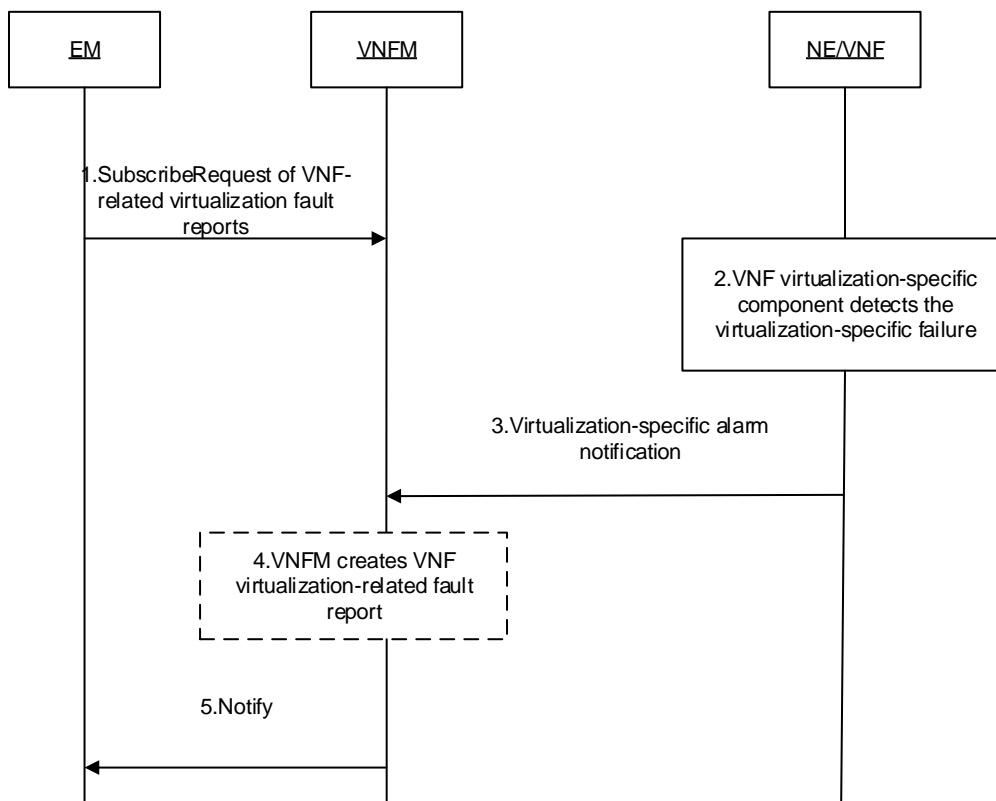 EM
VNFM
NE/VNF
1.SubscribeRequest of VNF-
related virtualization fault
reports
2.VNF virtualization-specific
component detects the
virtualization-specific failure
3.Virtualization-specific alarm
notification
4.VNFM creates VNF
virtualization-related fault
report
5.Notify